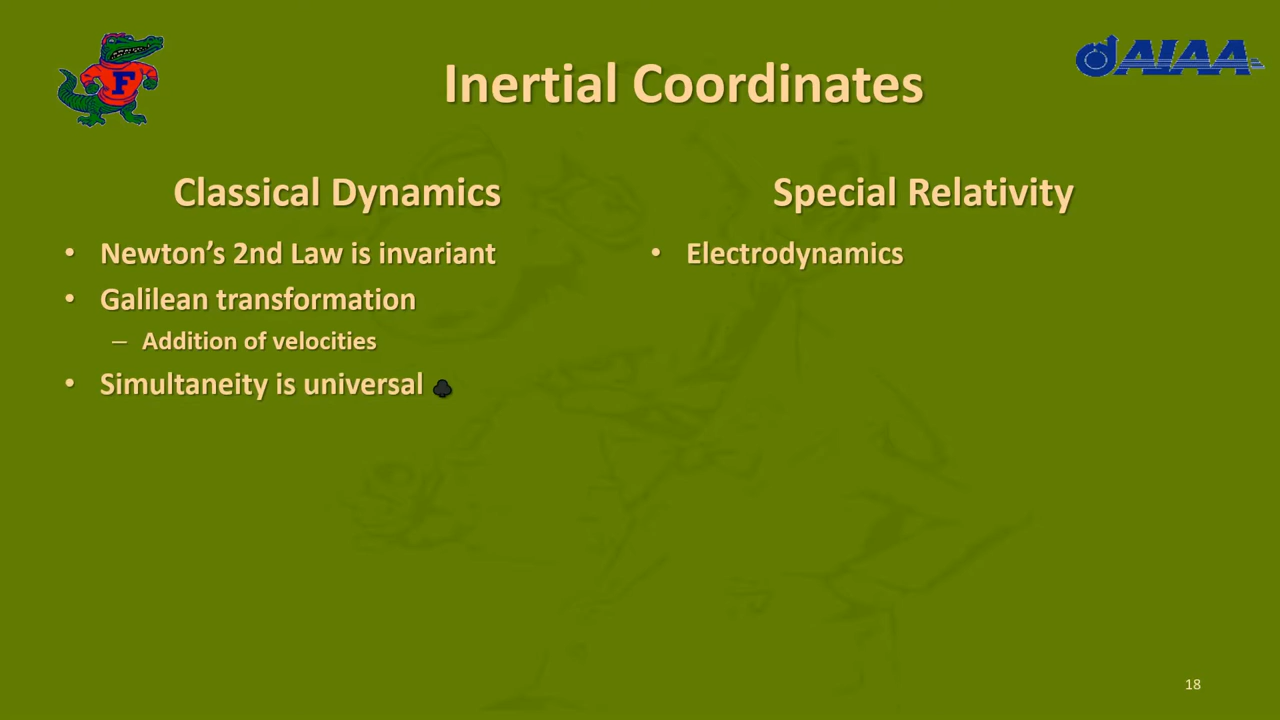 F
AIAA
Inertial Coordinates
Classical Dynamics
• Newton's 2nd Law is invariant
• Galilean transformation
– Addition of velocities
• Simultaneity is universal ♣
Special Relativity
• Electrodynamics
18